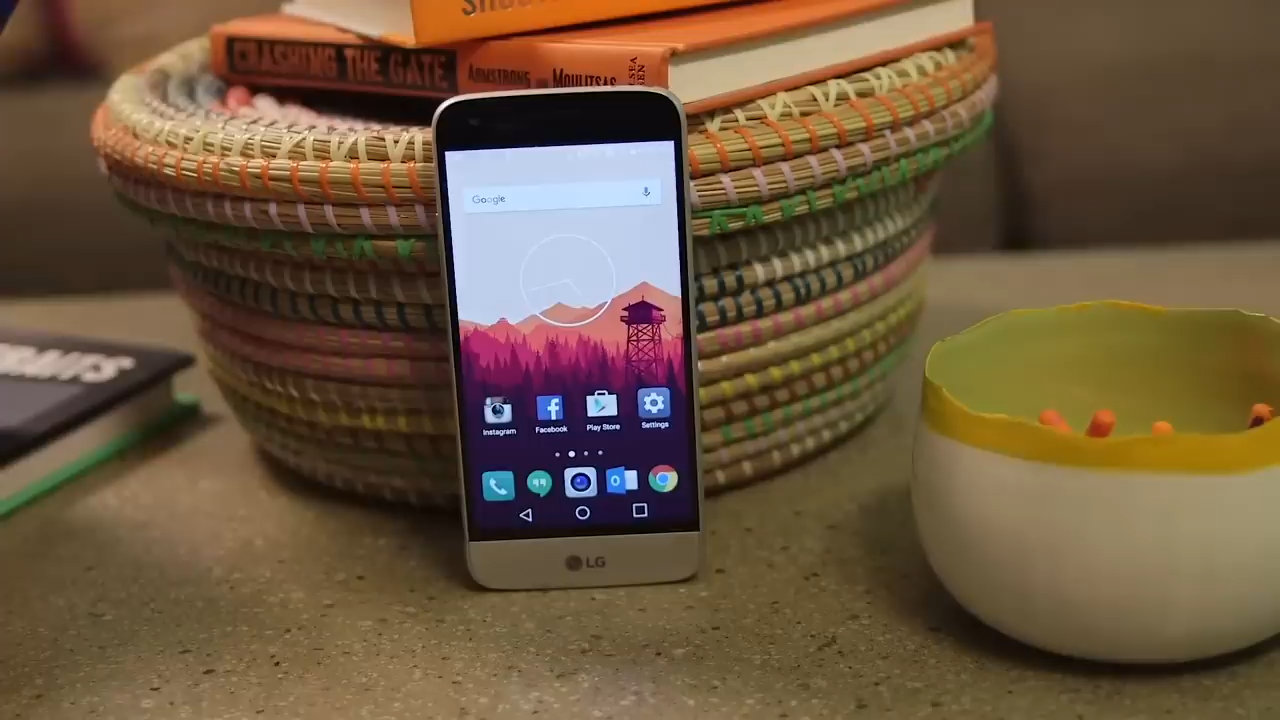 CRASHING THE GATE
ARMSTRONG AND MOULITSAS
Google
Instagram
Facebook
Play Store
Settings
LG